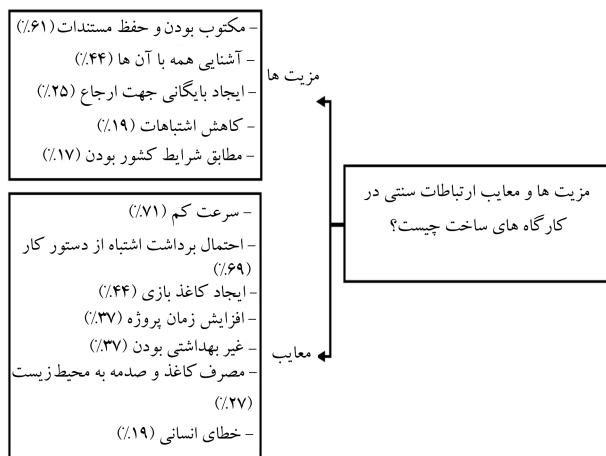 مزیت ها و معایب ارتباطات سنتی در
کارگاه های ساخت چیست؟
مزیت ها
- مکتوب بودن و حفظ مستندات (۶۱٪)
- آشنایی همه با آن ها (۴۴٪)
- ایجاد بایگانی جهت ارجاع (۲۵٪)
- کاهش اشتباهات (۱۹٪)
- مطابق شرایط کشور بودن (۱۷٪)
معایب
- سرعت کم (۷۱٪)
- احتمال برداشت اشتباه از دستور کار
(۶۹٪)
- ایجاد کاغذ بازی (۴۴٪)
- افزایش زمان پروژه (۳۷٪)
- غیر بهداشتی بودن (۳۷٪)
- مصرف کاغذ و صدمه به محیط زیست
(۲۷٪)
- خطای انسانی (۱۹٪)